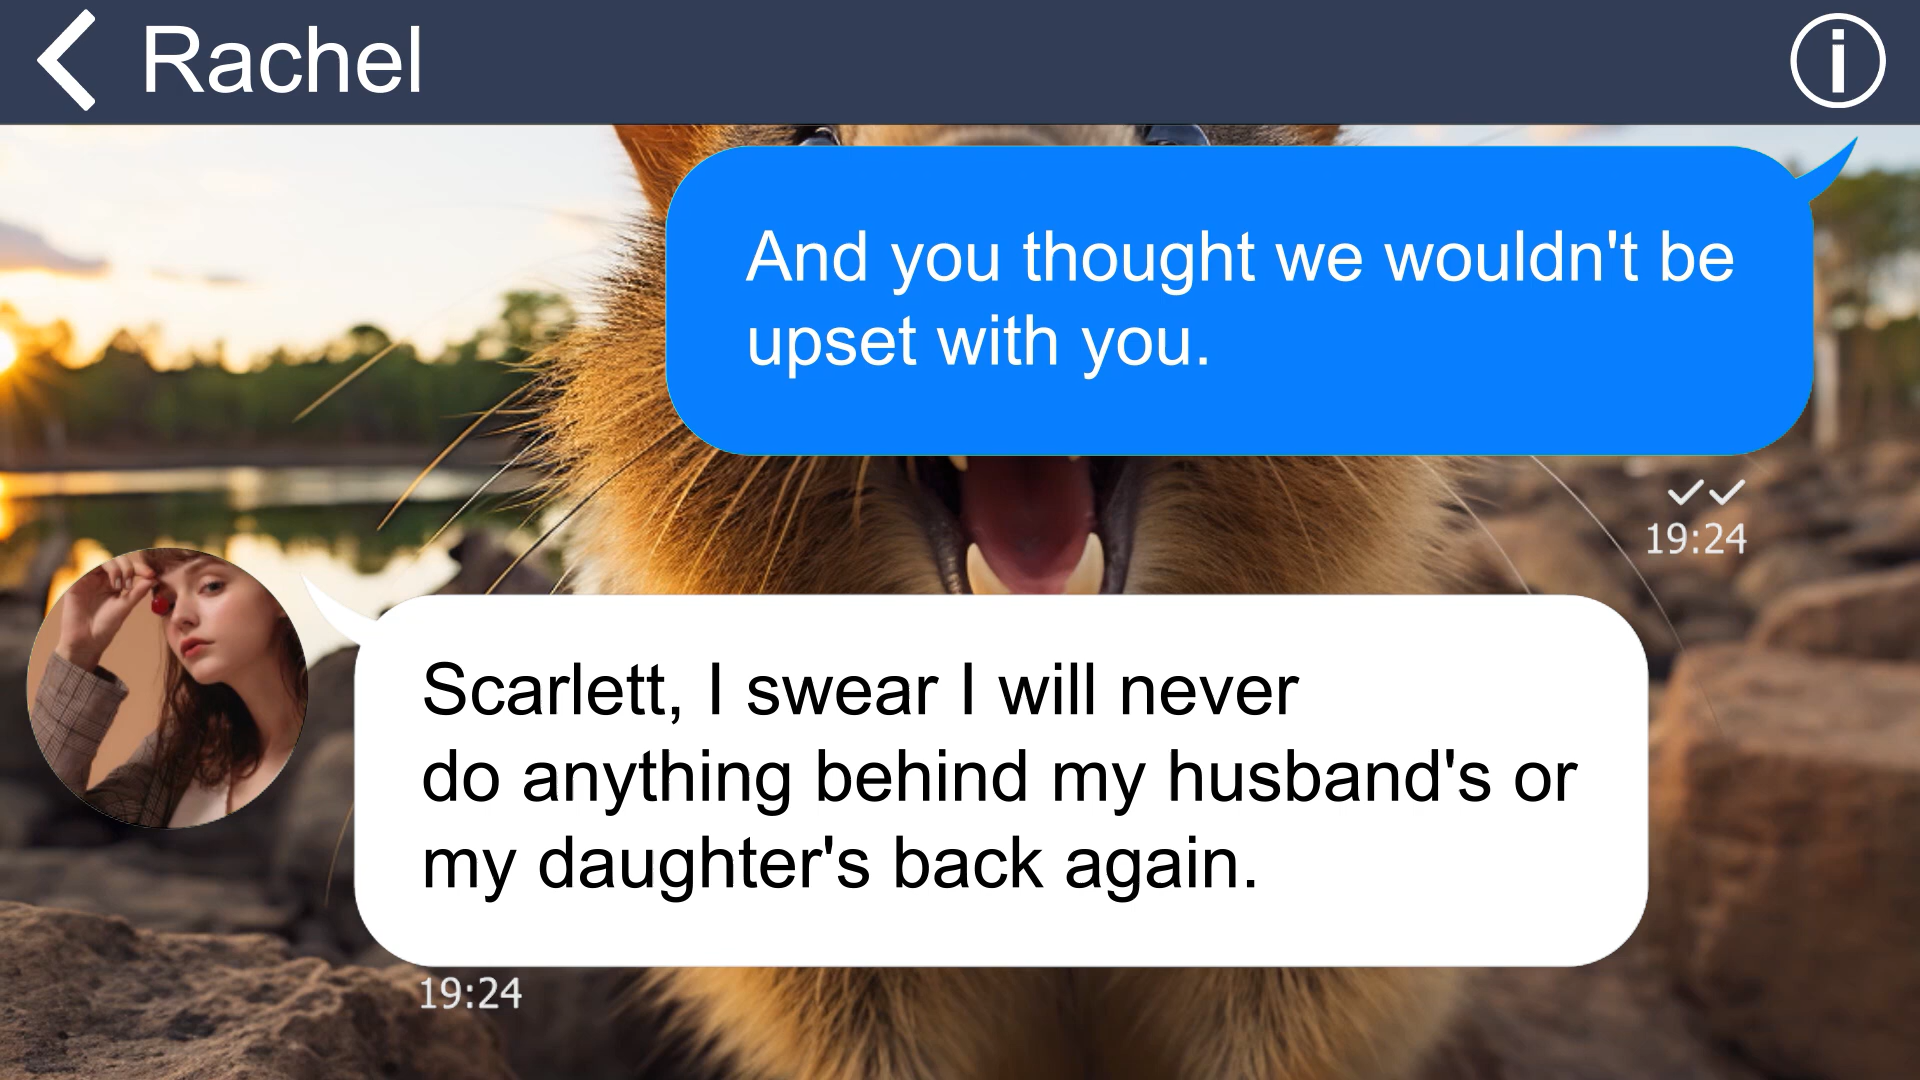 Rachel
And you thought we wouldn't be
upset with you.
19:24
Scarlett, I swear I will never
do anything behind my husband's or
my daughter's back again.
19:24